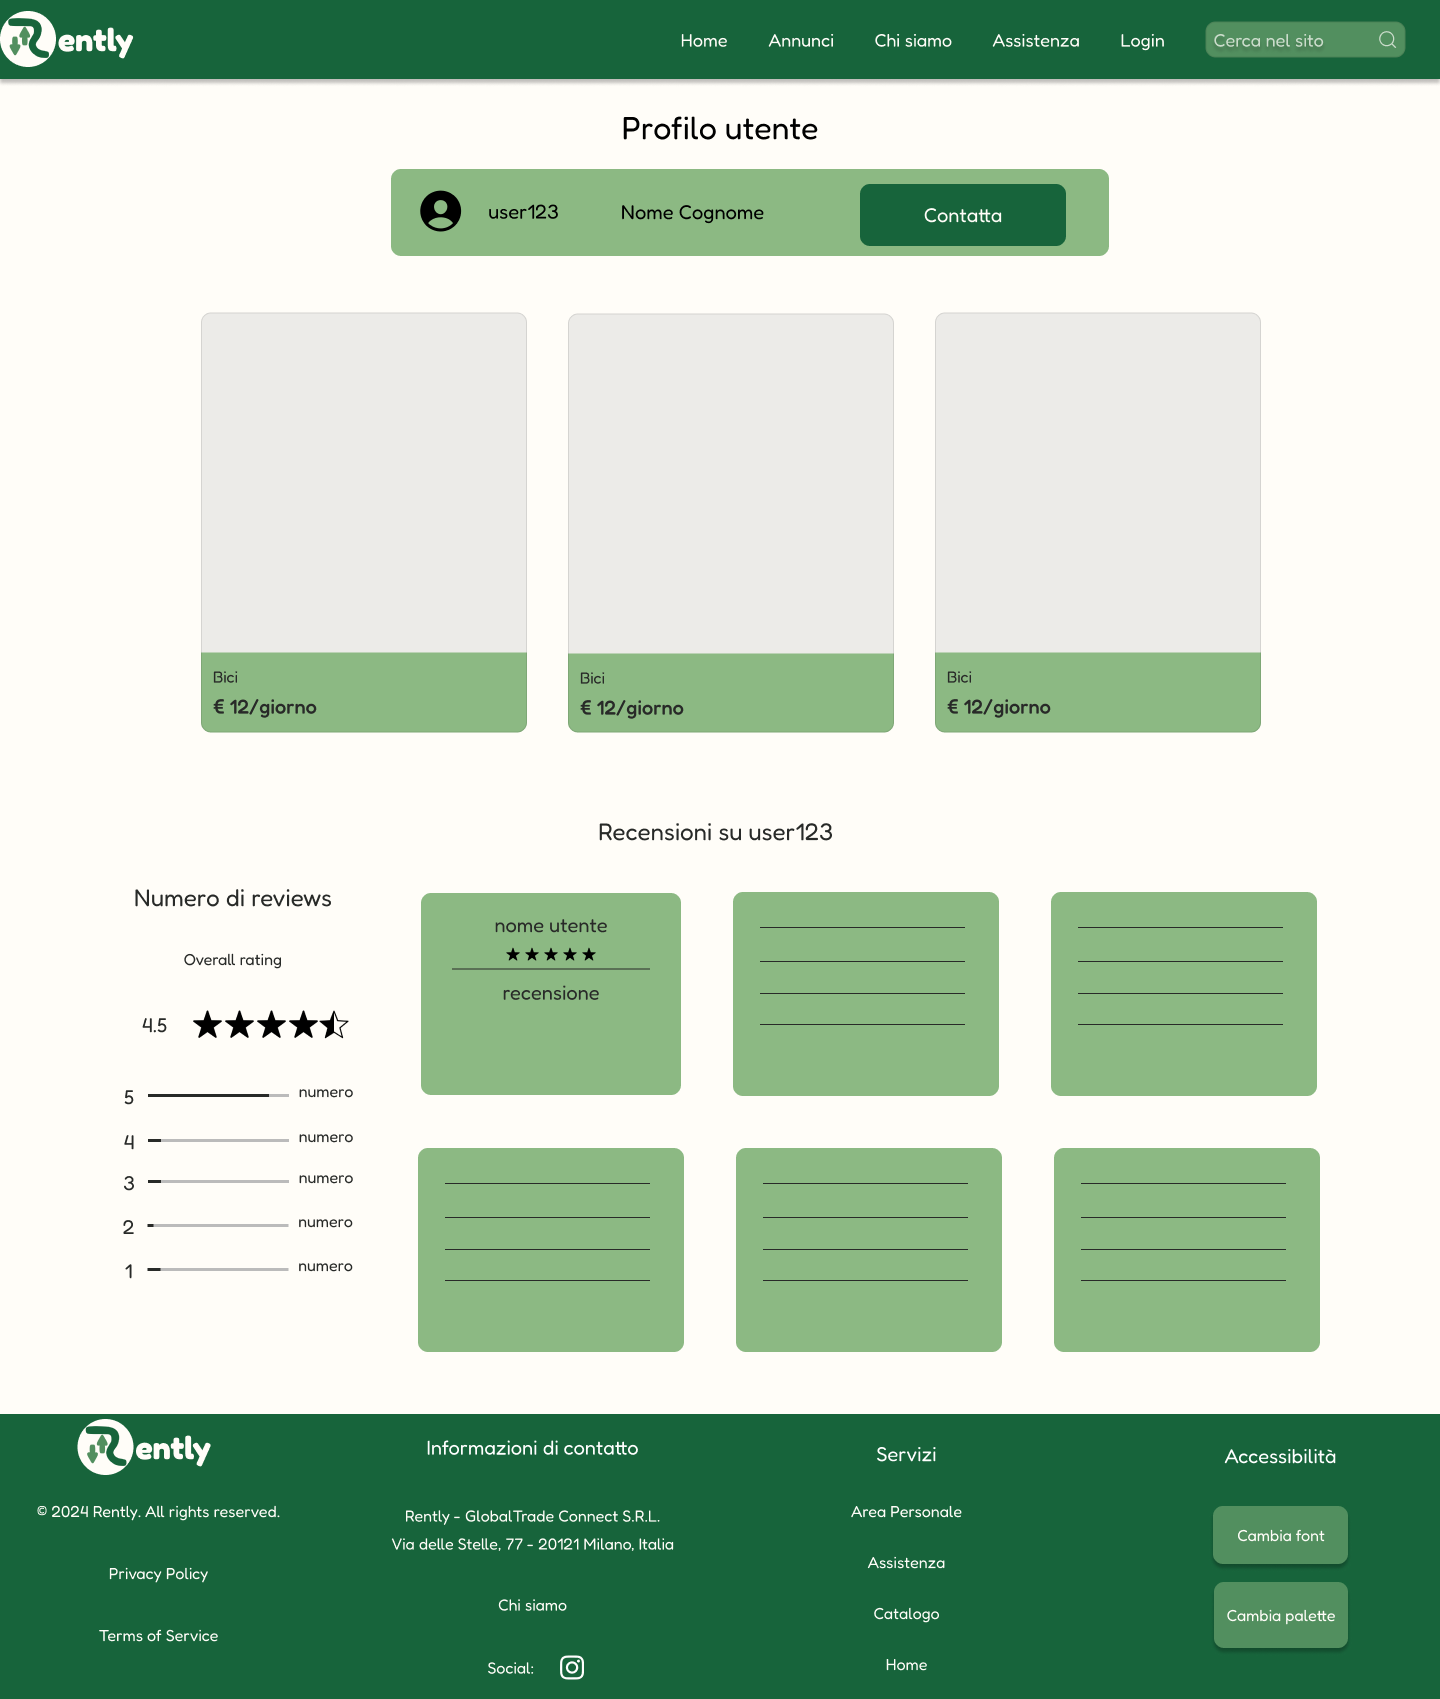 Rently
Home
Annunci
Chi siamo
Assistenza
Login
Cerca nel sito
Profilo utente
user123
Nome Cognome
Contatta
Bici
€ 12/giorno
Bici
€ 12/giorno
Bici
€ 12/giorno
Recensioni su user123
Numero di reviews
Overall rating
4.5
5
numero
4
numero
3
numero
2
numero
1
numero
nome utente
recensione
Rently
© 2024 Rently. All rights reserved.
Privacy Policy
Terms of Service
Informazioni di contatto
Rently - GlobalTrade Connect S.R.L.
Via delle Stelle, 77 - 20121 Milano, Italia
Chi siamo
Social:
Servizi
Area Personale
Assistenza
Catalogo
Home
Accessibilità
Cambia font
Cambia palette